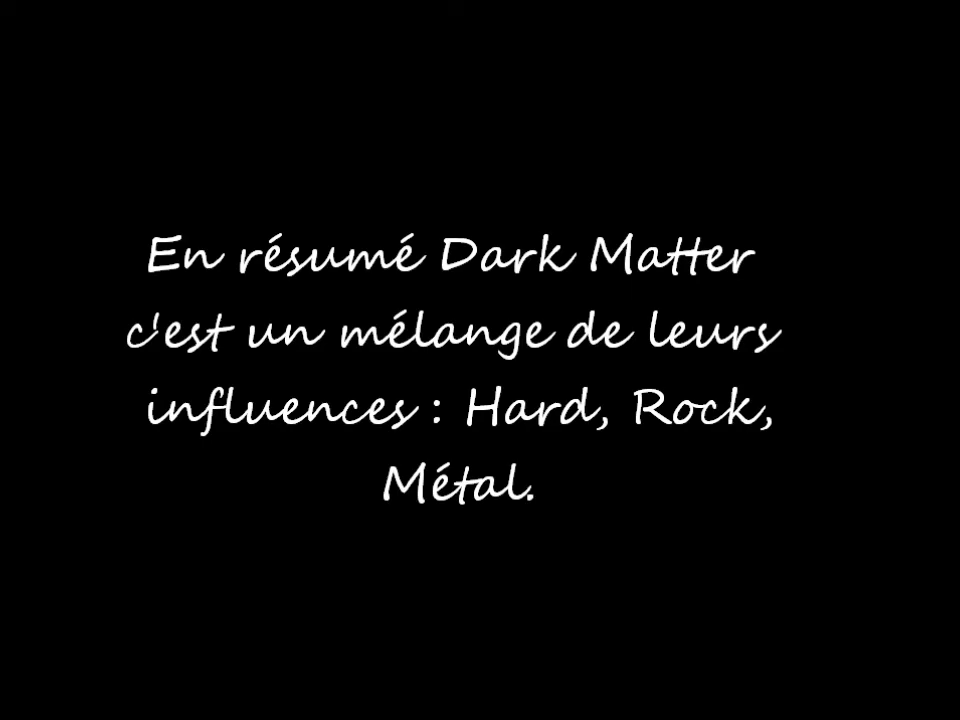 En résumé Dark Matter
c'est un mélange de leurs
influences : Hard, Rock,
Métal.